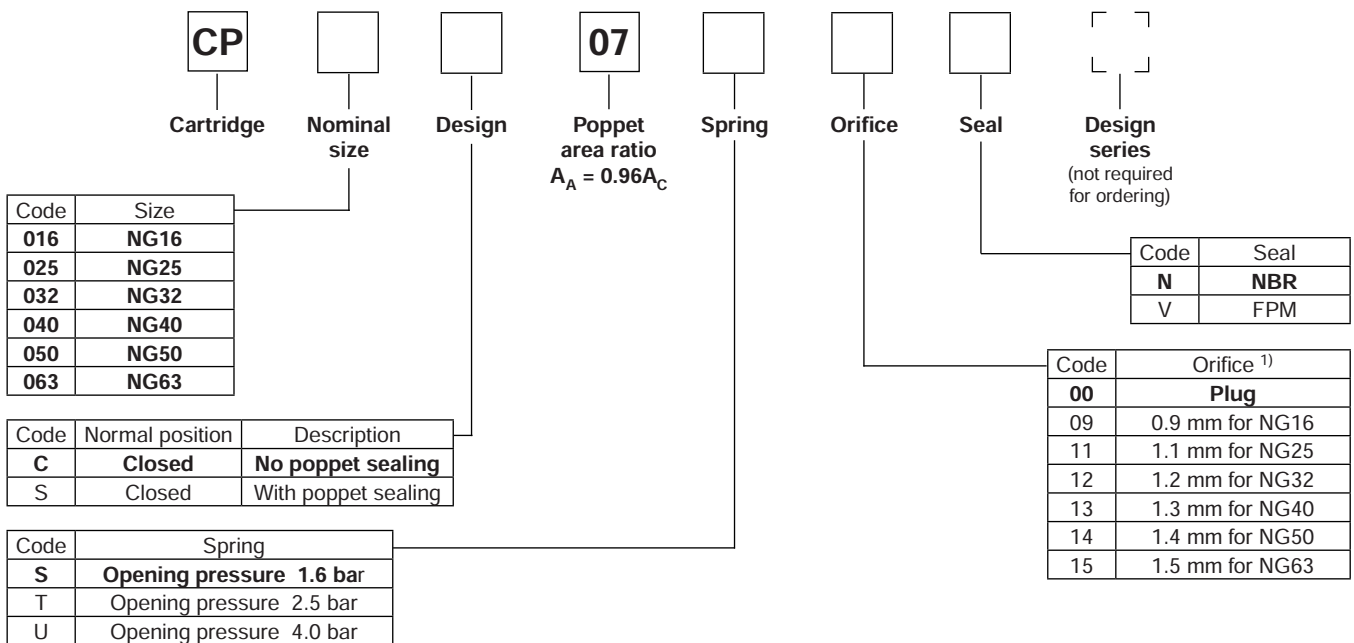 CP 07
Cartridge Nominal size Design Poppet area ratio Spring Orifice Seal Design series
A_A = 0.96A_C
(not required
for ordering)
Code Size
016 NG16
025 NG25
032 NG32
040 NG40
050 NG50
063 NG63
Code Normal position Description
C Closed No poppet sealing
S Closed With poppet sealing
Code Spring
S Opening pressure 1.6 bar
T Opening pressure 2.5 bar
U Opening pressure 4.0 bar
Code Seal
N NBR
V FPM
Code Orifice 1)
00 Plug
09 0.9 mm for NG16
11 1.1 mm for NG25
12 1.2 mm for NG32
13 1.3 mm for NG40
14 1.4 mm for NG50
15 1.5 mm for NG63